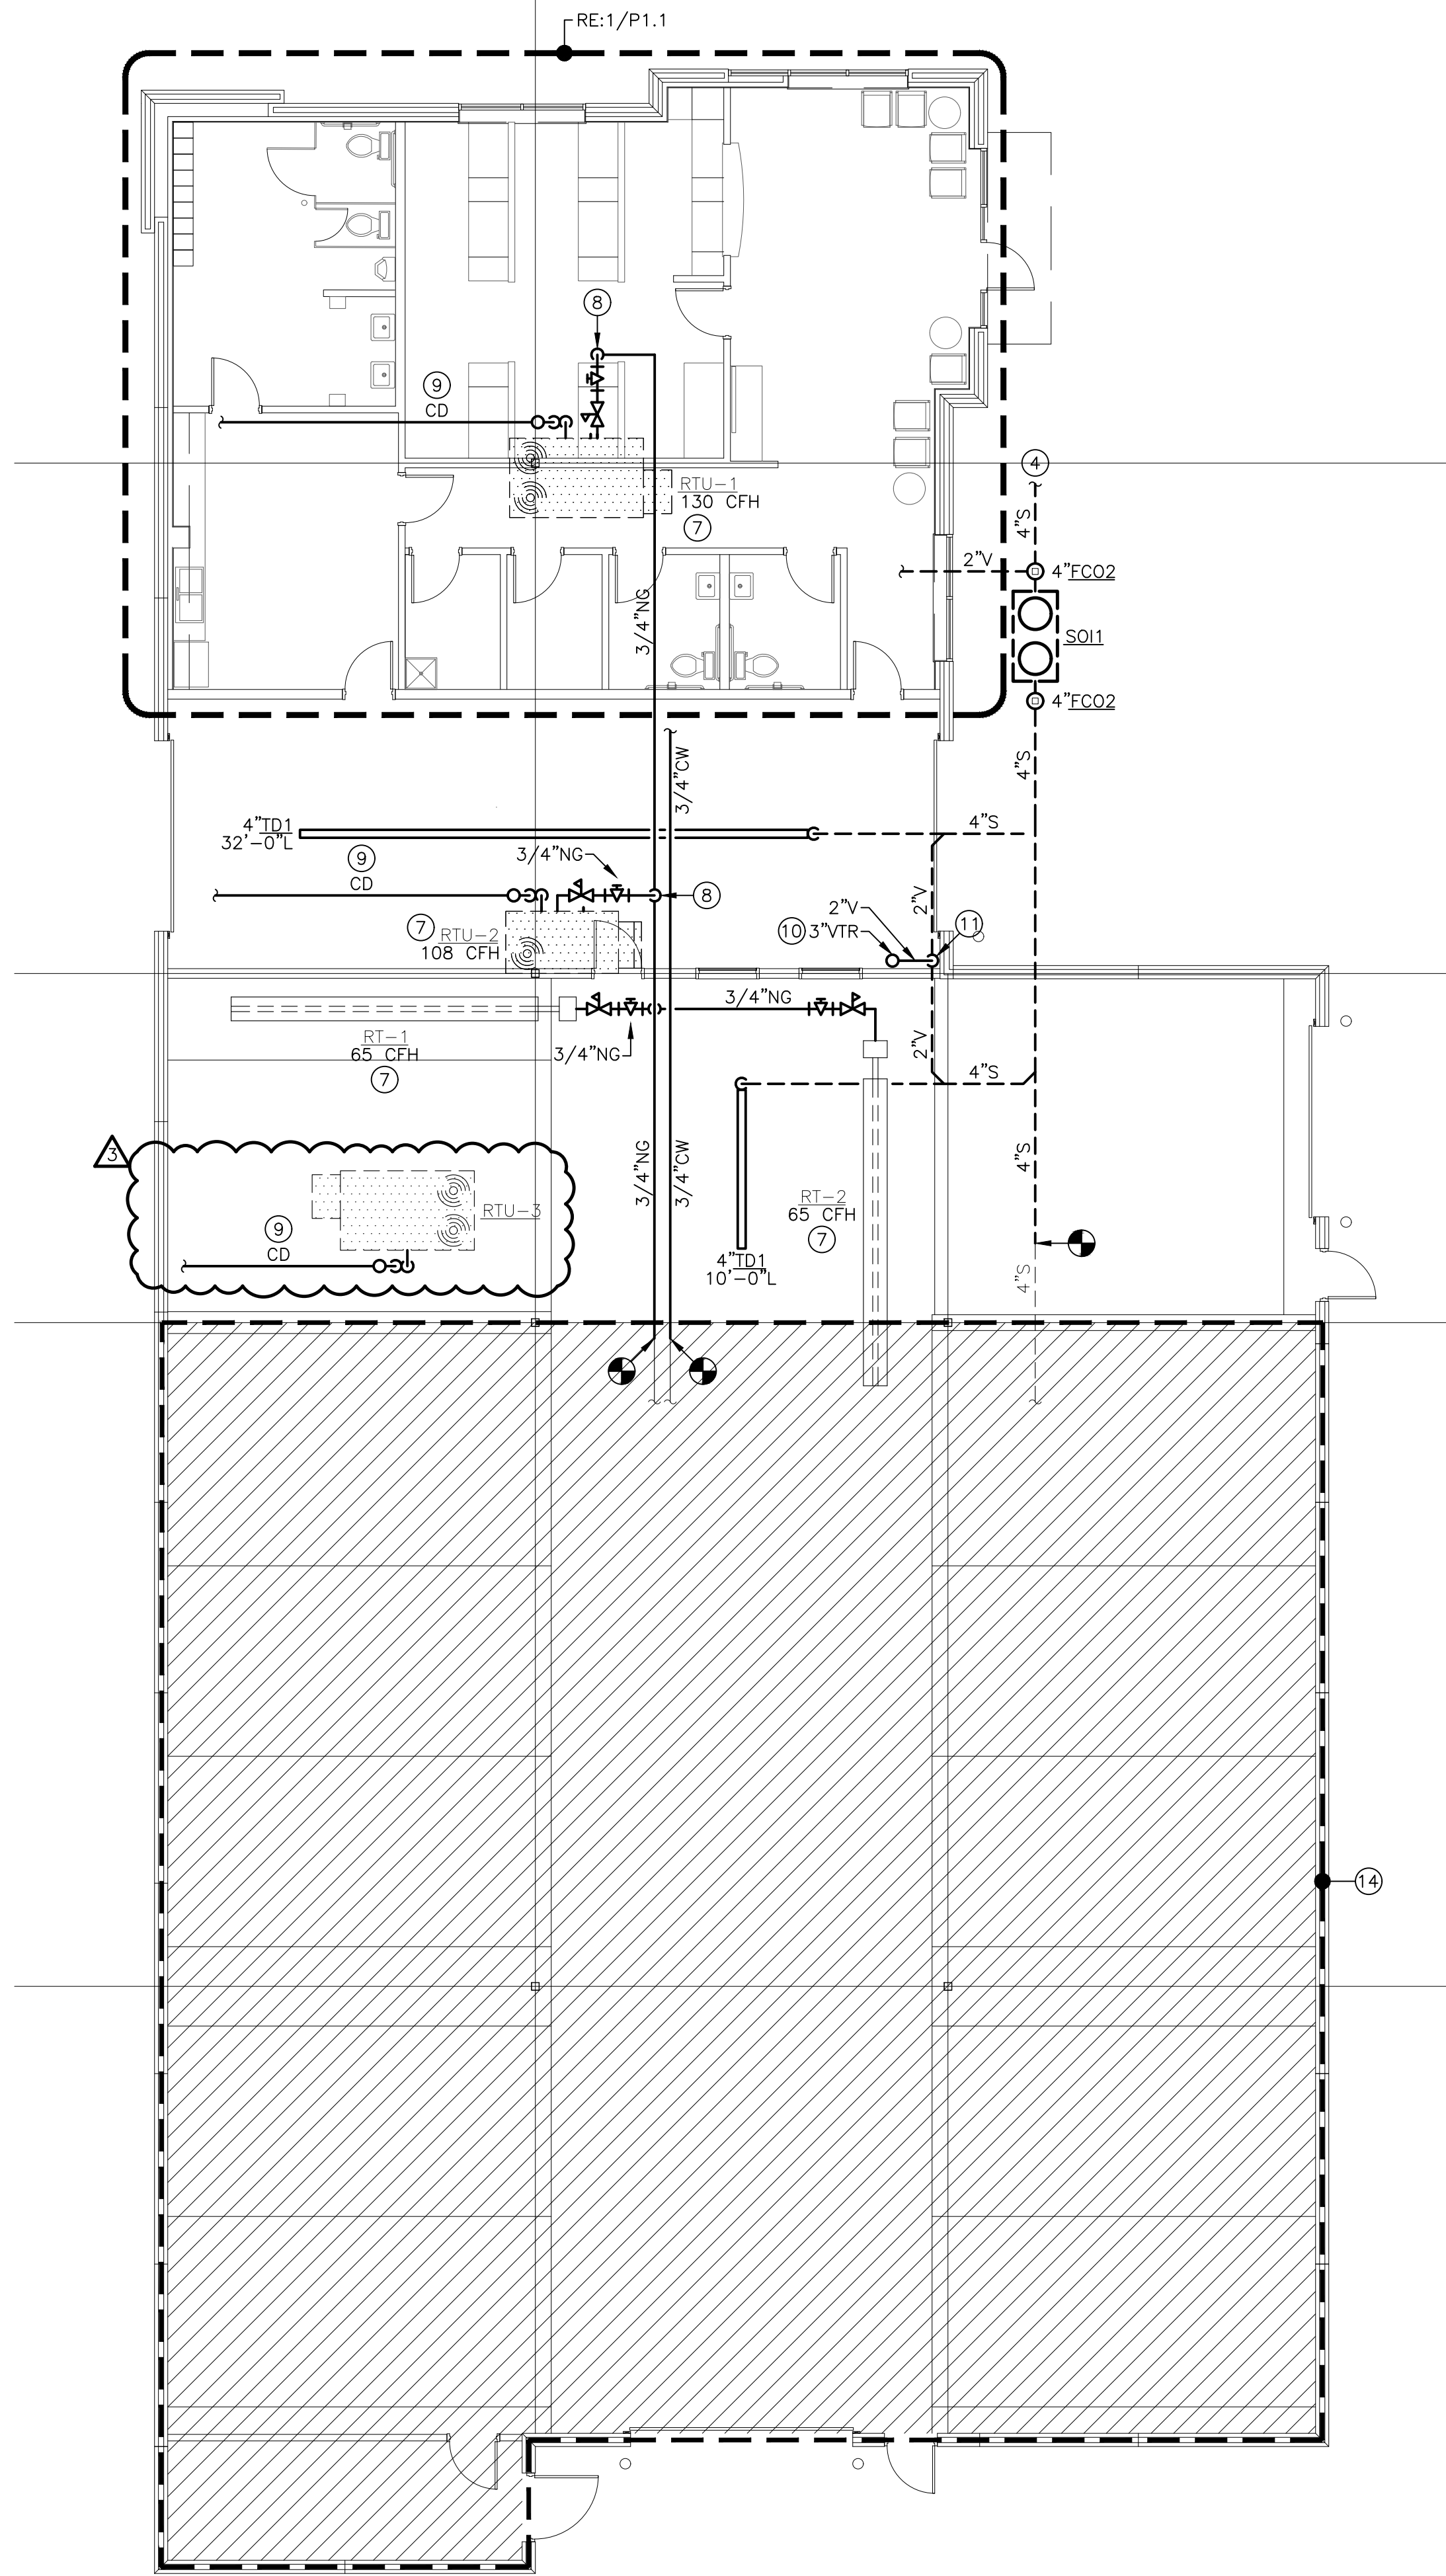 RE:1/P1.1
8
9
CD
4
4"S
RTU-1
130 CFH
7
2"V
4"FCO2
3/4"NG
SOI1
4"FCO2
4"S
3/4"CW
4"TD1
32'-0"L
4"S
3/4"NG
9
CD
8
2"V
2"V
7
RTU-2
108 CFH
10
3"VTR
11
3/4"NG
RT-1
65 CFH
7
3/4"NG
2"V
4"S
3
3/4"NG
3/4"CW
4"S
RT-2
65 CFH
7
RTU-3
9
CD
4"TD1
10'-0"L
4"S
14